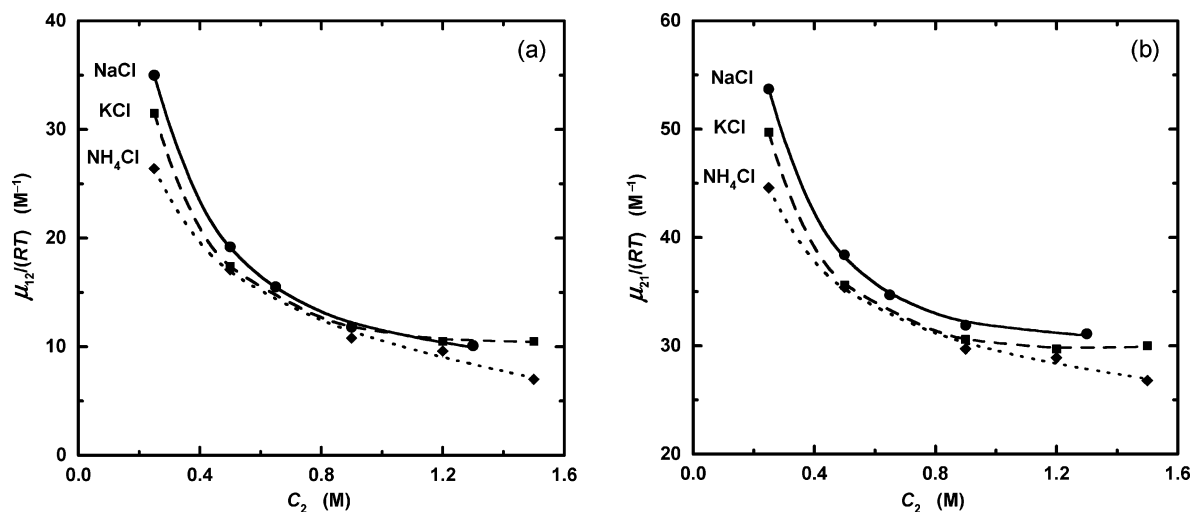 (a)
40
30
20
10
0
μ₁₂/(RT) (M⁻¹)
NaCl
KCl
NH₄Cl
0.0 0.4 0.8 1.2 1.6
C₂ (M)
(b)
60
50
40
30
20
μ₂₁/(RT) (M⁻¹)
NaCl
KCl
NH₄Cl
0.0 0.4 0.8 1.2 1.6
C₂ (M)